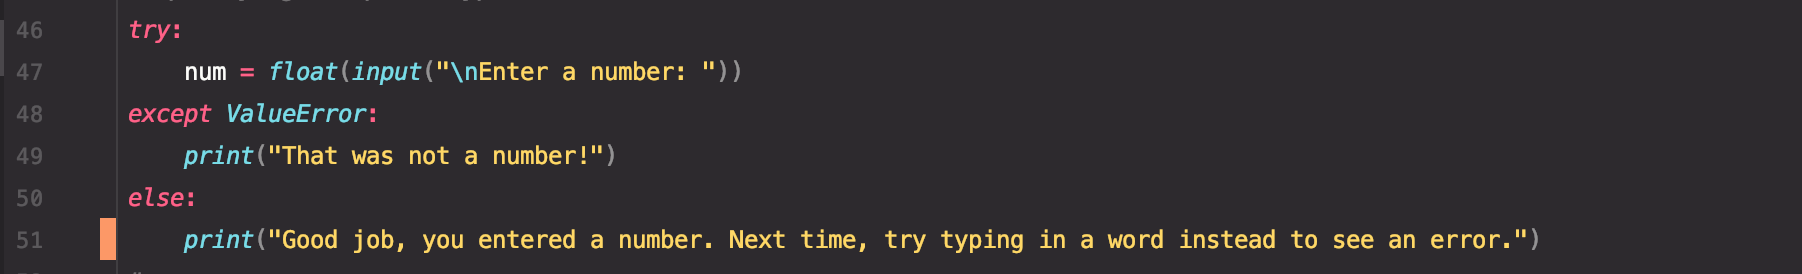 46 try:
47 num = float(input("\nEnter a number: "))
48 except ValueError:
49 print("That was not a number!")
50 else:
51 print("Good job, you entered a number. Next time, try typing in a word instead to see an error.")